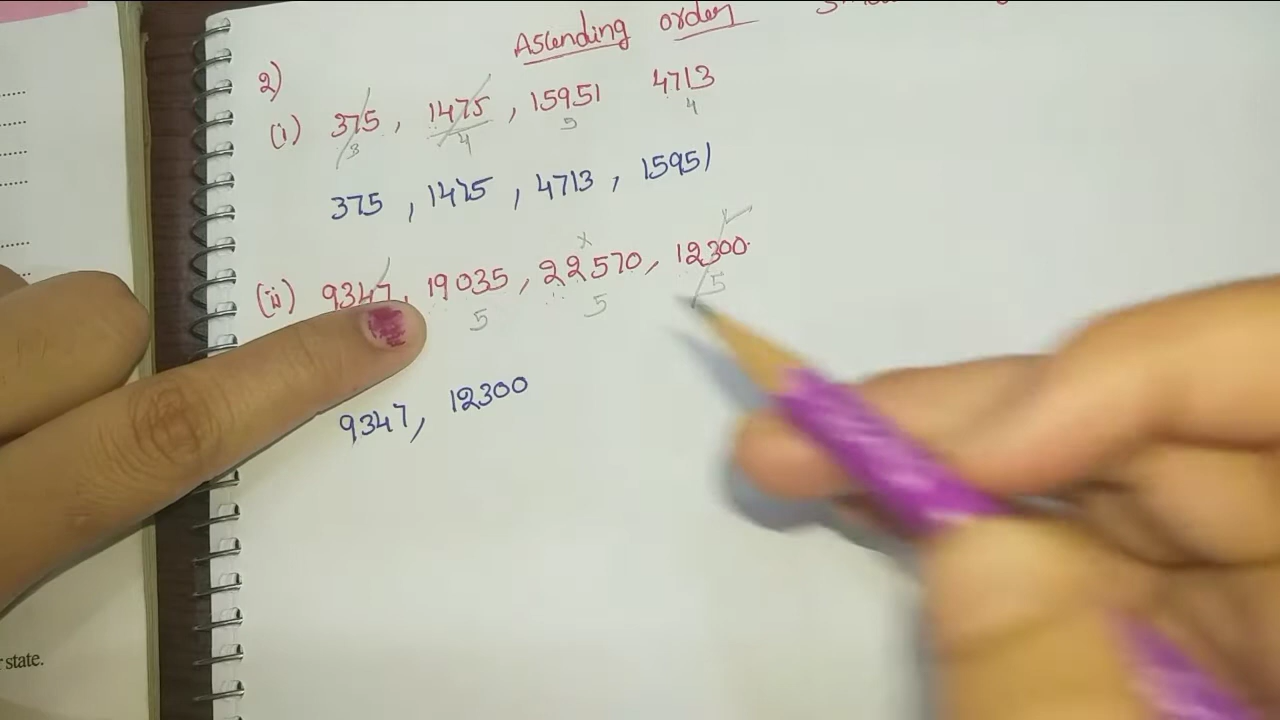 Ascending order
2)
(i) 375, 1475, 15951 4713
3 4 5 4
375, 1475, 4713, 15951
(ii) 9347, 19035, 22570, 12300
5 5 5
9347, 12300
state.